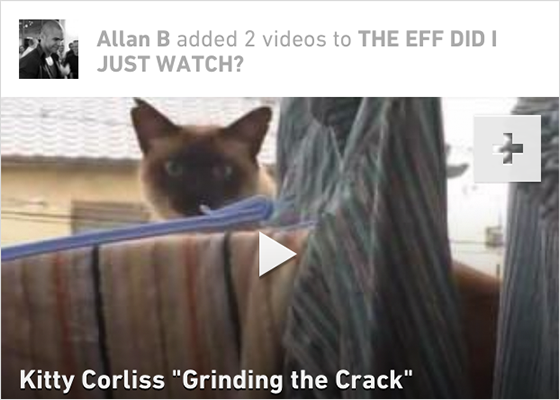 Allan B added 2 videos to THE EFF DID I
JUST WATCH?
Kitty Corliss "Grinding the Crack"